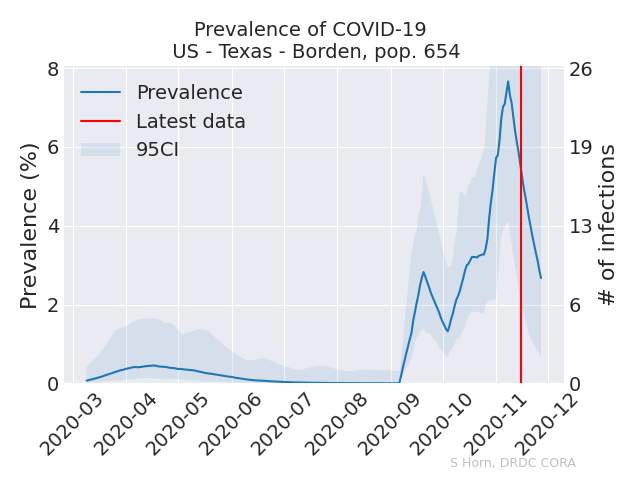 Prevalence of COVID-19
US - Texas - Borden, pop. 654
Prevalence (%)
8
6
4
2
0
Prevalence
Latest data
95CI
26
19
13
6
0
# of infections
2020-03
2020-04
2020-05
2020-06
2020-07
2020-08
2020-09
2020-10
2020-11
2020-12
S Horn, DRDC CORA